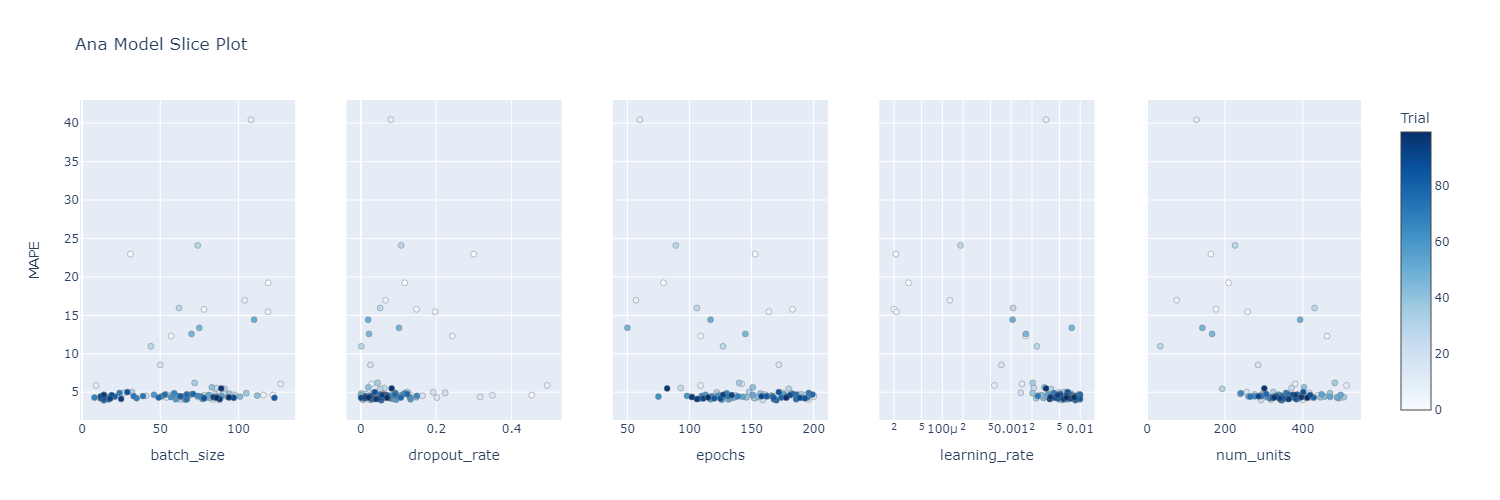 Ana Model Slice Plot
Trial
MAPE
40
35
30
25
20
15
10
5
80
60
40
20
0
0 50 100
0 0.2 0.4
50 100 150 200
2 5 100μ 2 5 0.001 2 5 0.01
0 200 400
batch_size
dropout_rate
epochs
learning_rate
num_units